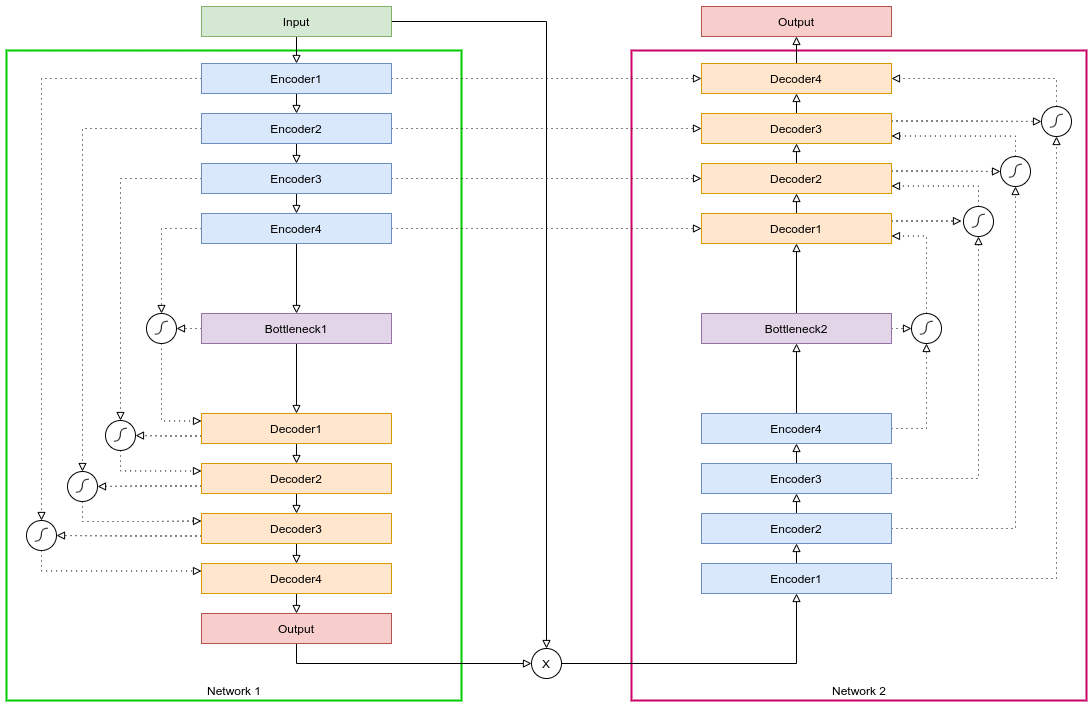 Input
Encoder1
Encoder2
Encoder3
Encoder4
Bottleneck1
Decoder1
Decoder2
Decoder3
Decoder4
Output
Network 1
X
Output
Decoder4
Decoder3
Decoder2
Decoder1
Bottleneck2
Encoder4
Encoder3
Encoder2
Encoder1
Network 2